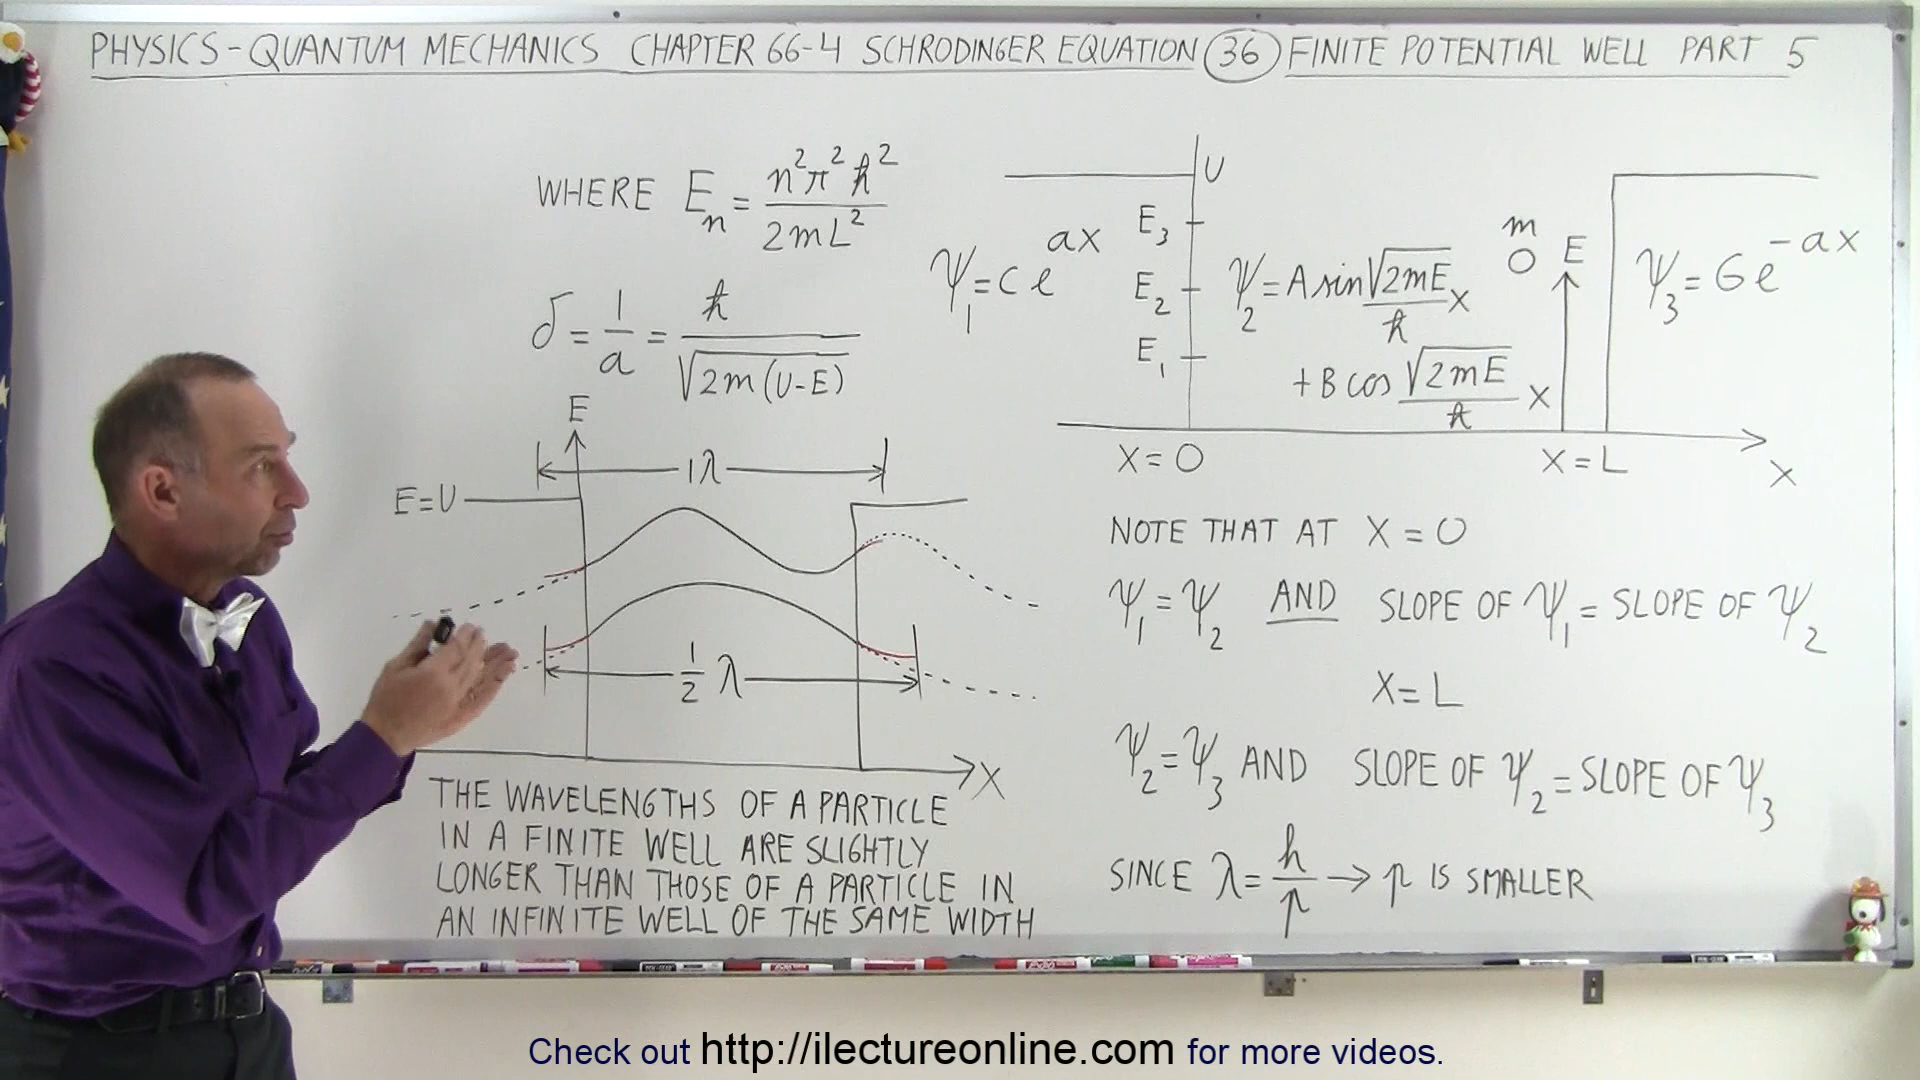 PHYSICS - QUANTUM MECHANICS CHAPTER 66-4 SCHRODINGER EQUATION 36 FINITE POTENTIAL WELL PART 5
WHERE Eₙ = n²π²ħ² / 2mL²
δ = 1/a = ħ / √2m(U-E)
E
1λ
E=U
½ λ
X
THE WAVELENGTHS OF A PARTICLE
IN A FINITE WELL ARE SLIGHTLY
LONGER THAN THOSE OF A PARTICLE IN
AN INFINITE WELL OF THE SAME WIDTH
U
E₃
E₂
E₁
Ψ₁ = C e^ax
Ψ₂ = A sin √2mE/ħ x
+ B cos √2mE/ħ x
m
E
Ψ₃ = G e^-ax
X=0
X=L
X
NOTE THAT AT X = 0
Ψ₁ = Ψ₂ AND SLOPE OF Ψ₁ = SLOPE OF Ψ₂
X=L
Ψ₂ = Ψ₃ AND SLOPE OF Ψ₂ = SLOPE OF Ψ₃
SINCE λ = h/p → p IS SMALLER
Check out http://ilectureonline.com for more videos.